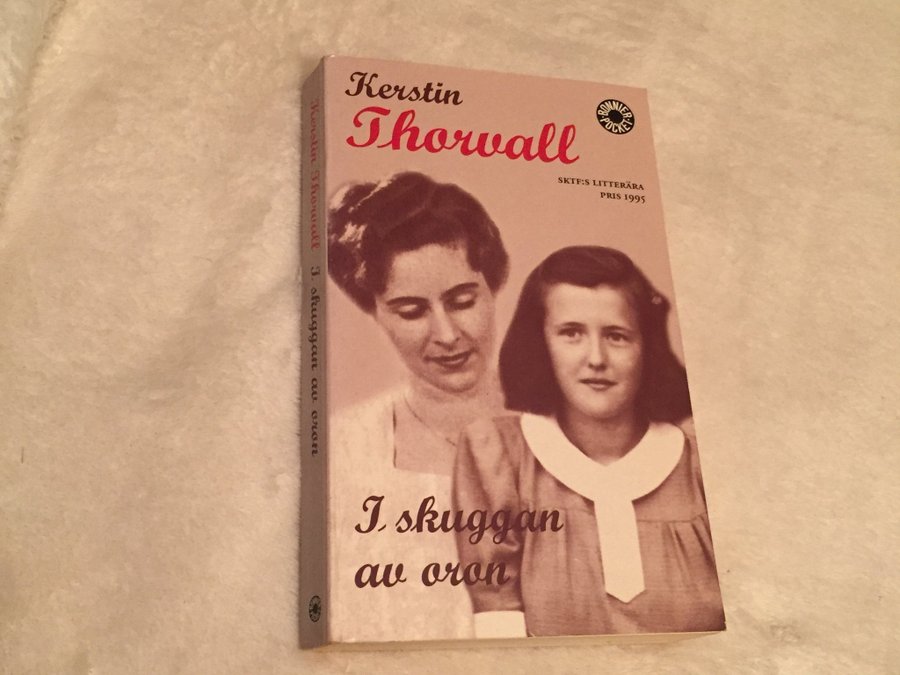 Kerstin
Thorvall
BONNIER
POCKET
SKTF:S LITTERÄRA
PRIS 1995
I skuggan
av oron
Kerstin Thorvall I skuggan av oron